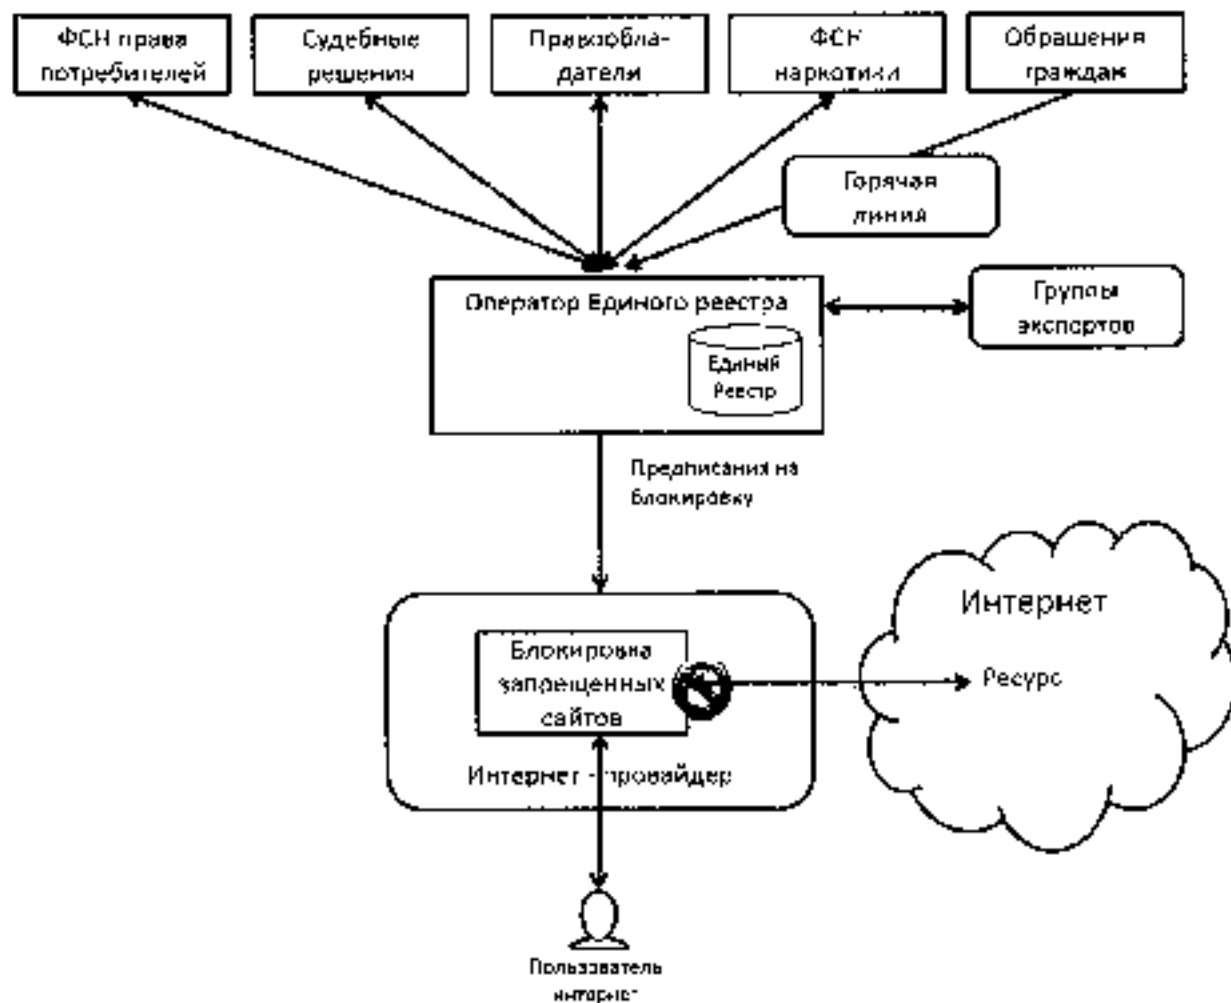 ФСН права
потребителей
Судебные
решения
Правообла-
датели
ФСН
наркотики
Обращения
граждан
Горячая
линия
Оператор Единого реестра
Единый
Реестр
Группы
экспертов
Предписания на
блокировку
Интернет
Ресурс
Блокировка
запрещенных
сайтов
Интернет - провайдер
Пользователь
интернет